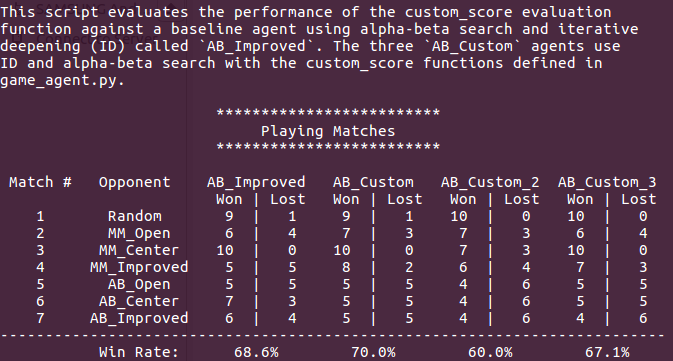 This script evaluates the performance of the custom_score evaluation
function against a baseline agent using alpha-beta search and iterative
deepening (ID) called `AB_Improved`. The three `AB_Custom` agents use
ID and alpha-beta search with the custom_score functions defined in
game_agent.py.
*************************
Playing Matches
*************************
Match # Opponent AB_Improved AB_Custom AB_Custom_2 AB_Custom_3
Won | Lost Won | Lost Won | Lost Won | Lost
1 Random 9 | 1 9 | 1 10 | 0 10 | 0
2 MM_Open 6 | 4 7 | 3 7 | 3 6 | 4
3 MM_Center 10 | 0 10 | 0 7 | 3 10 | 0
4 MM_Improved 5 | 5 8 | 2 6 | 4 7 | 3
5 AB_Open 5 | 5 5 | 5 4 | 6 5 | 5
6 AB_Center 7 | 3 5 | 5 4 | 6 5 | 5
7 AB_Improved 6 | 4 5 | 5 4 | 6 4 | 6
--------------------------------------------------------------------------
Win Rate: 68.6% 70.0% 60.0% 67.1%